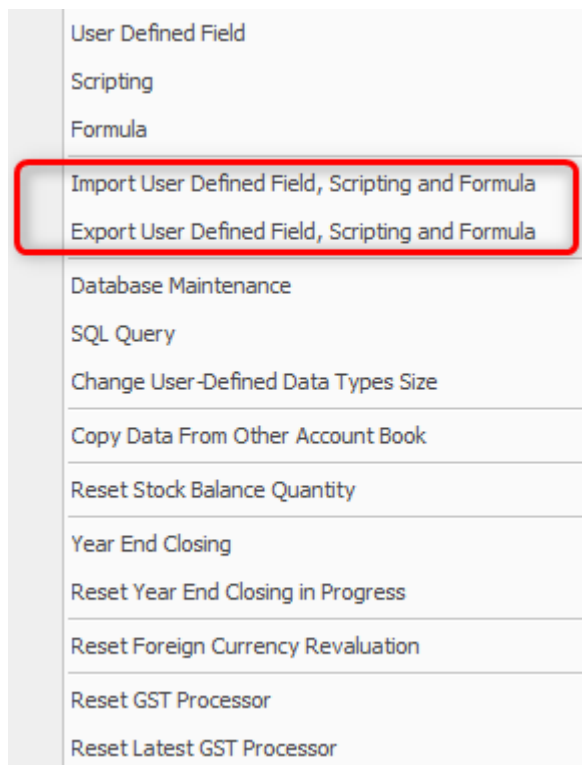 User Defined Field
Scripting
Formula
Import User Defined Field, Scripting and Formula
Export User Defined Field, Scripting and Formula
Database Maintenance
SQL Query
Change User-Defined Data Types Size
Copy Data From Other Account Book
Reset Stock Balance Quantity
Year End Closing
Reset Year End Closing in Progress
Reset Foreign Currency Revaluation
Reset GST Processor
Reset Latest GST Processor